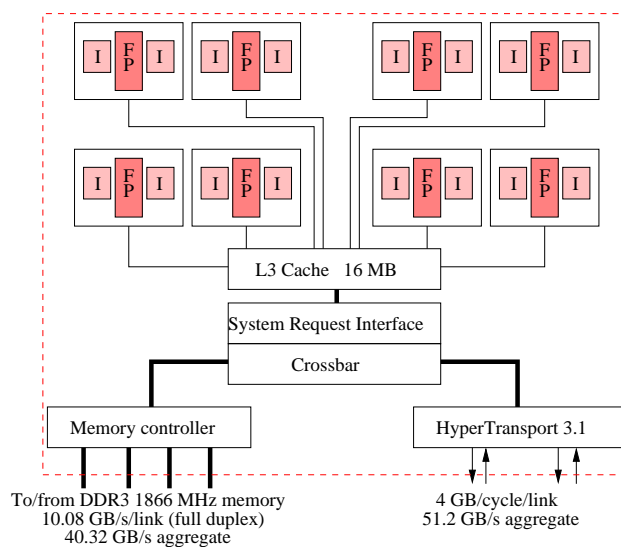 I F P I
I F P I
I F P I
I F P I
I F P I
I F P I
I F P I
I F P I
L3 Cache 16 MB
System Request Interface
Crossbar
Memory controller
HyperTransport 3.1
To/from DDR3 1866 MHz memory
10.08 GB/s/link (full duplex)
40.32 GB/s aggregate
4 GB/cycle/link
51.2 GB/s aggregate